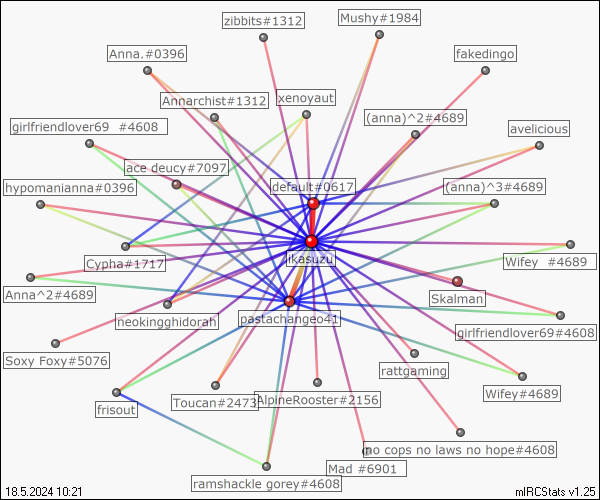 zibbits#1312
Mushy#1984
Anna.#0396
fakedingo
Annarchist#1312
xenoyaut
(anna)^2#4689
girlfriendlover69 #4608
avelicious
ace deucy#7097
hypomanianna#0396
default#0617
(anna)^3#4689
Cypha#1717
jikasuzu
Wifey #4689
Anna^2#4689
neokingghidorah
pastachangeo41
Skalman
girlfriendlover69#4608
Soxy Foxy#5076
rattgaming
Wifey#4689
frisout
Toucan#2473
AlpineRooster#2156
no cops no laws no hope#4608
Mad #6901
ramshackle gorey#4608
18.5.2024 10:21
mIRCStats v1.25